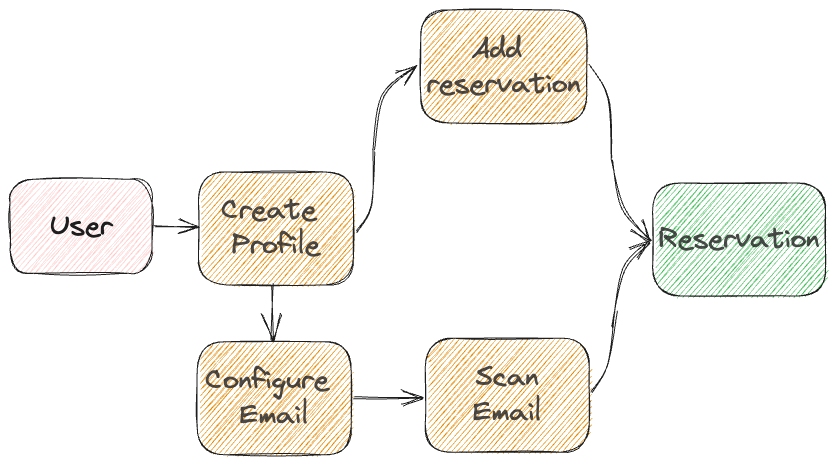 Add
reservation
User
Create
Profile
Reservation
Configure
Email
Scan
Email